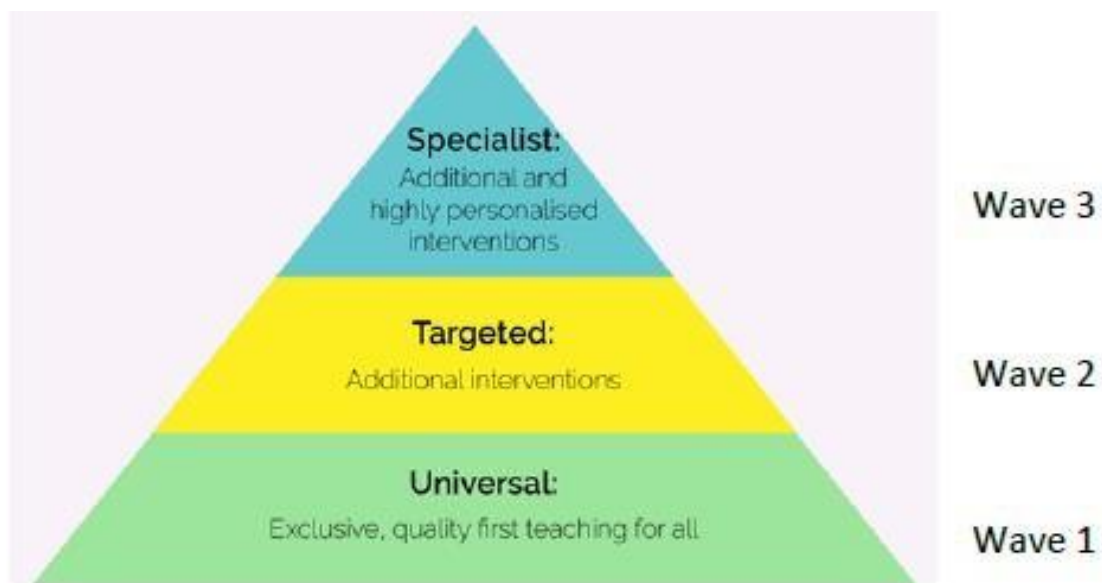 Specialist:
Additional and
highly personalised
interventions
Wave 3
Targeted:
Additional interventions
Wave 2
Universal:
Exclusive, quality first teaching for all
Wave 1